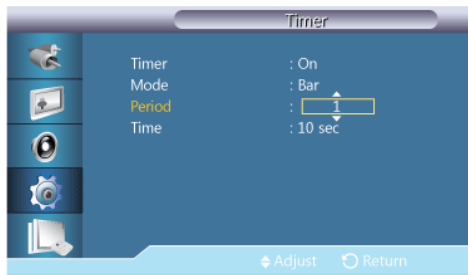 Timer
Timer : On
Mode : Bar
Period : 1
Time : 10 sec
Adjust Return